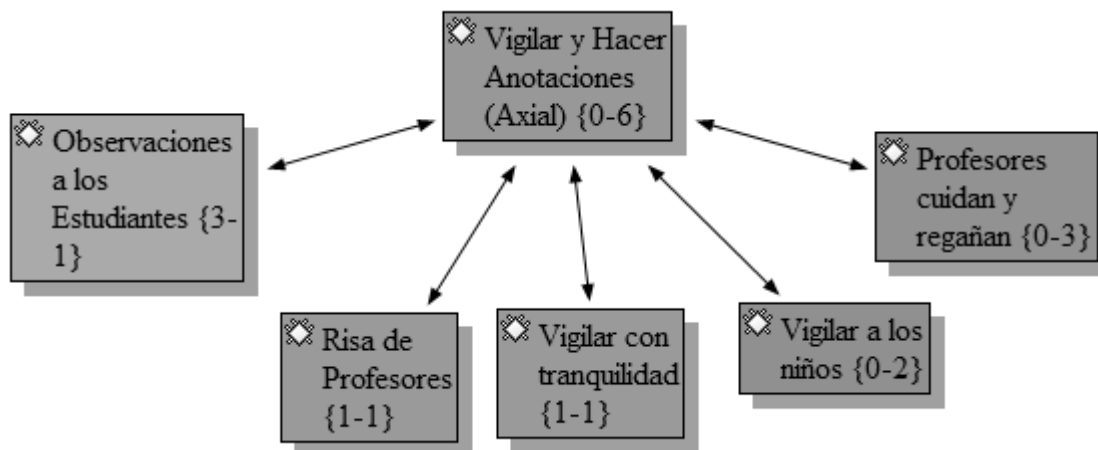 Vigilar y Hacer
Anotaciones
(Axial) {0-6}
Observaciones
a los
Estudiantes {3-
1}
Profesores
cuidan y
regañan {0-3}
Risa de
Profesores
{1-1}
Vigilar con
tranquilidad
{1-1}
Vigilar a los
niños {0-2}